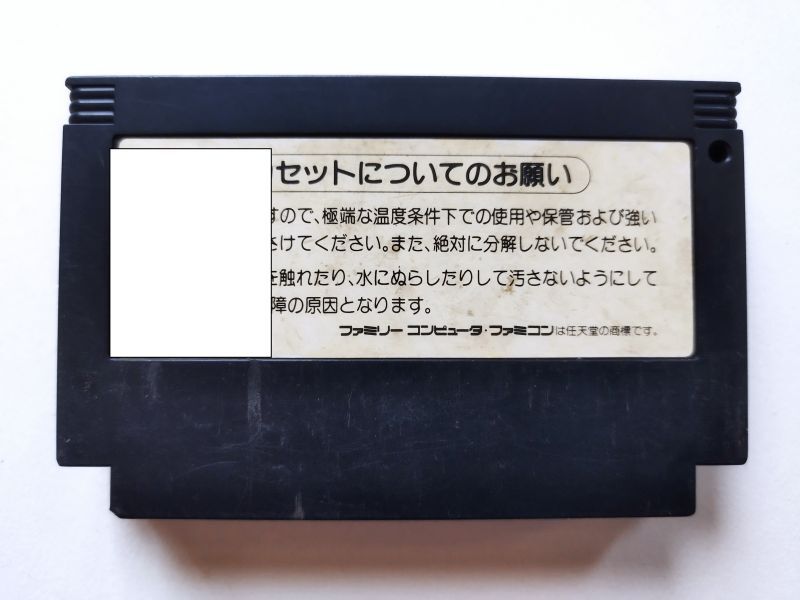 セットについてのお願い
すので、極端な温度条件下での使用や保管および強い
さけてください。また、絶対に分解しないでください。
を触れたり、水にぬらしたりして汚さないようにして
障の原因となります。
ファミリーコンピュータ・ファミコンは任天堂の商標です。